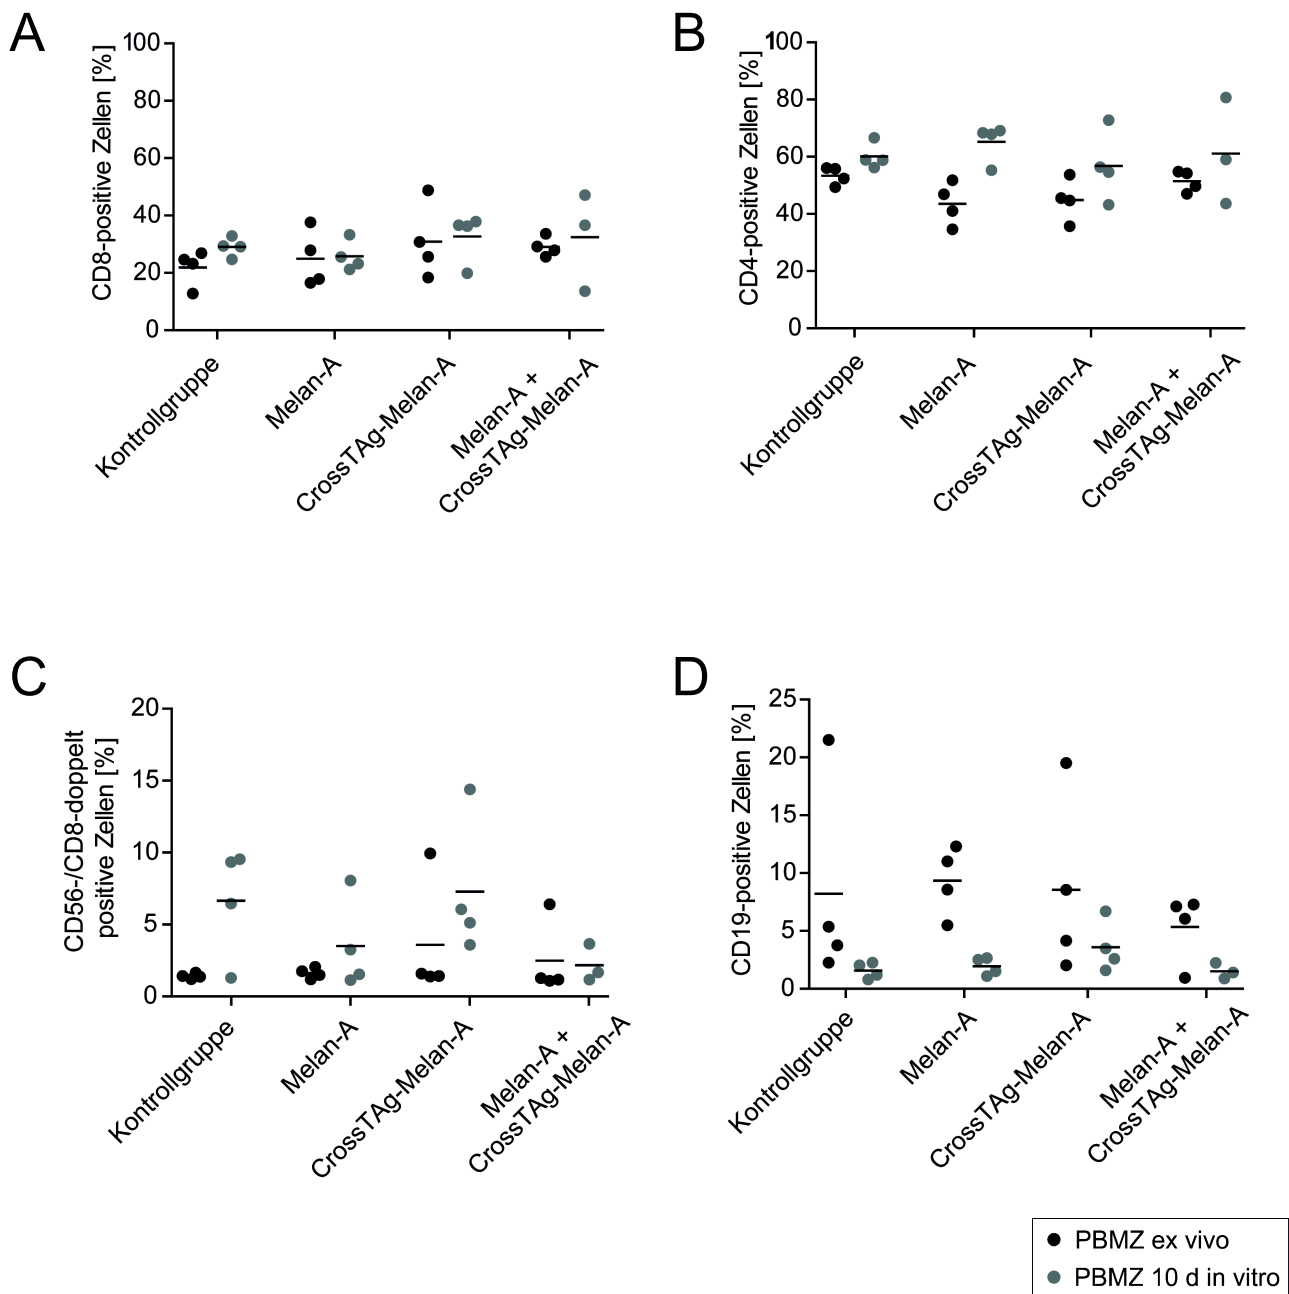 A
CD8-positive Zellen [%]
100
80
60
40
20
0
Kontrollgruppe
Melan-A
CrossTAg-Melan-A
Melan-A +
CrossTAg-Melan-A
B
CD4-positive Zellen [%]
100
80
60
40
20
0
Kontrollgruppe
Melan-A
CrossTAg-Melan-A
Melan-A +
CrossTAg-Melan-A
C
CD56-/CD8-doppelt
positive Zellen [%]
20
15
10
5
0
Kontrollgruppe
Melan-A
CrossTAg-Melan-A
Melan-A +
CrossTAg-Melan-A
D
CD19-positive Zellen [%]
25
20
15
10
5
0
Kontrollgruppe
Melan-A
CrossTAg-Melan-A
Melan-A +
CrossTAg-Melan-A
PBMZ ex vivo
PBMZ 10 d in vitro